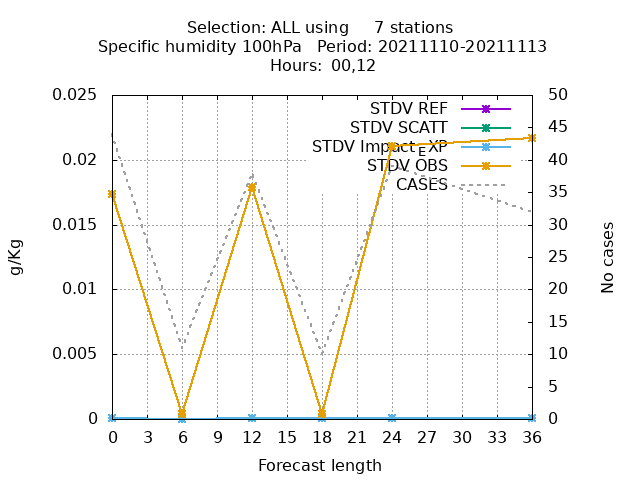 Selection: ALL using     7 stations
Specific humidity 100hPa   Period: 20211110-20211113
Hours:  00,12
0.025
0.02
0.015
0.01
0.005
0
g/Kg
STDV REF
STDV SCATT
STDV Impact_EXP
STDV OBS
CASES
50
45
40
35
30
25
20
15
10
5
0
No cases
0 3 6 9 12 15 18 21 24 27 30 33 36
Forecast length